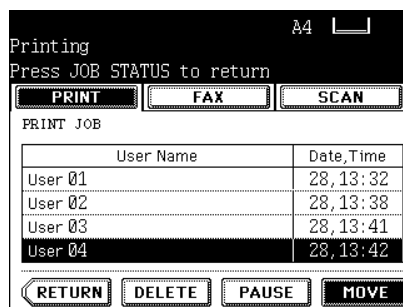 A4
Printing
Press JOB STATUS to return
PRINT FAX SCAN
PRINT JOB
User Name Date,Time
User 01 28,13:32
User 02 28,13:38
User 03 28,13:41
User 04 28,13:42
RETURN DELETE PAUSE MOVE